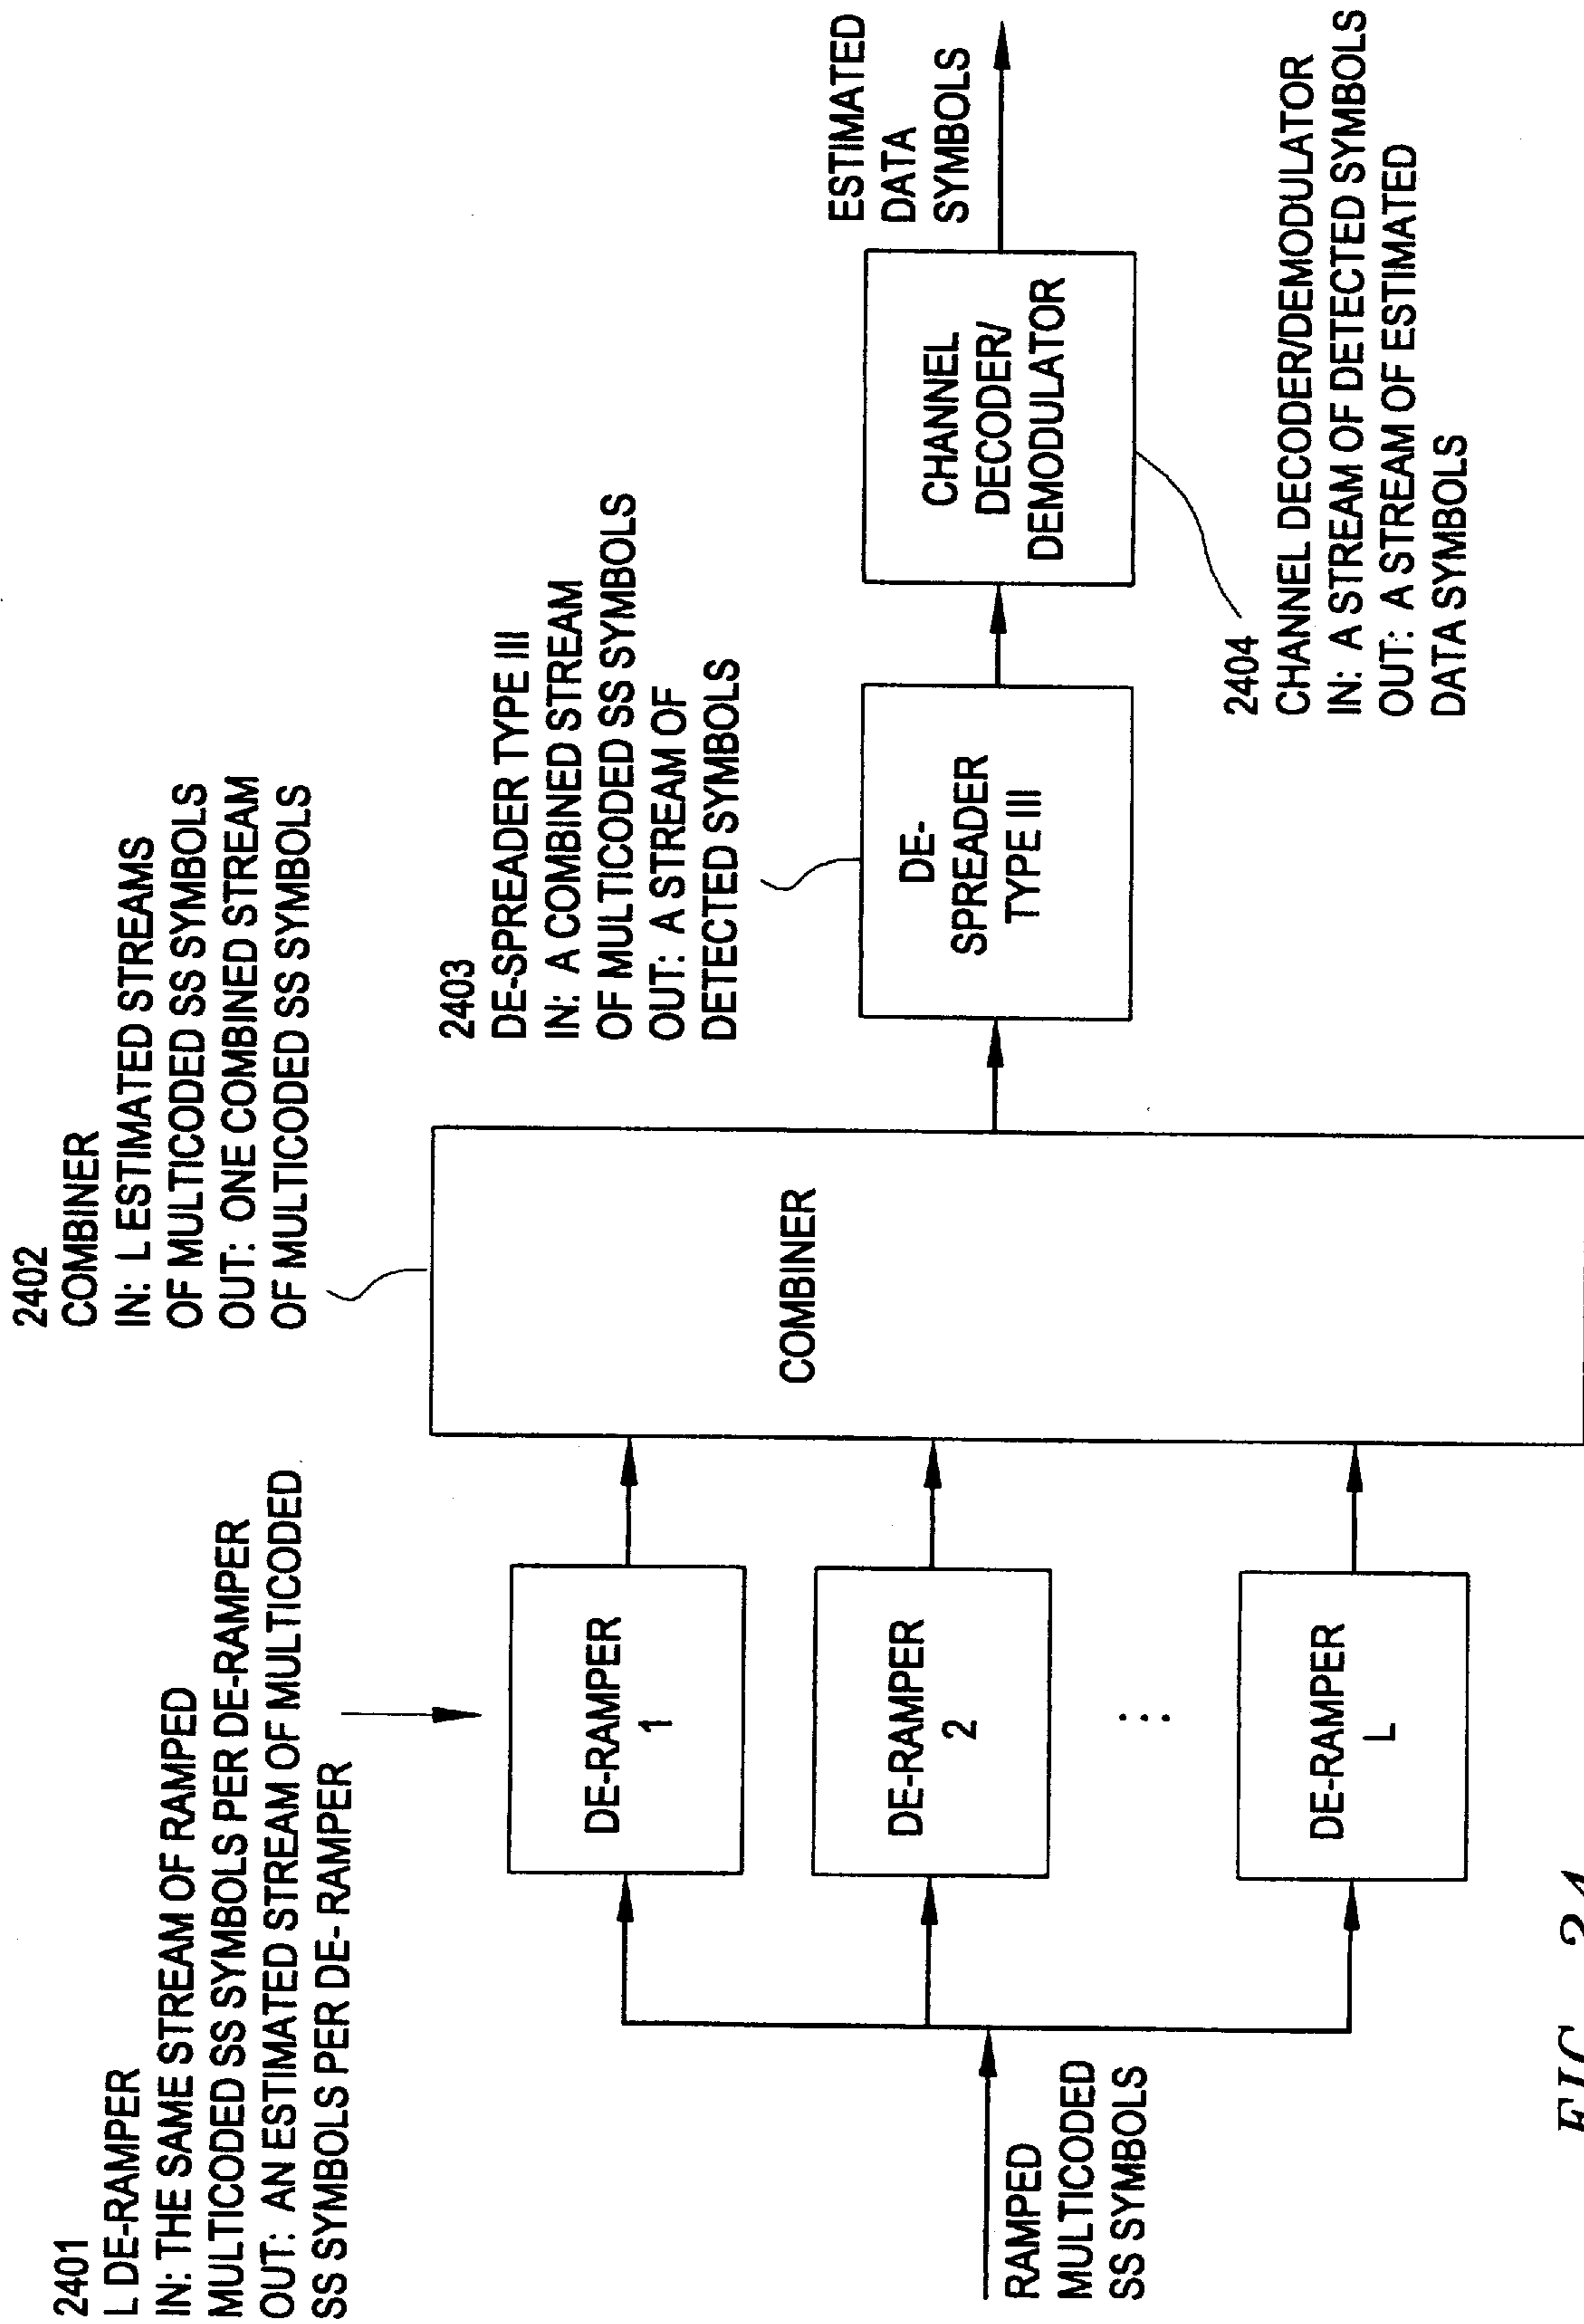 2401
L DE-RAMPER
IN: THE SAME STREAM OF RAMPED
MULTICODED SS SYMBOLS PER DE-RAMPER
OUT: AN ESTIMATED STREAM OF MULTICODED
SS SYMBOLS PER DE- RAMPER
2402
COMBINER
IN: L ESTIMATED STREAMS
OF MULTICODED SS SYMBOLS
OUT: ONE COMBINED STREAM
OF MULTICODED SS SYMBOLS
2403
DE-SPREADER TYPE III
IN: A COMBINED STREAM
OF MULTICODED SS SYMBOLS
OUT: A STREAM OF
DETECTED SYMBOLS
RAMPED
MULTICODED
SS SYMBOLS
DE-RAMPER
1
DE-RAMPER
2
DE-RAMPER
L
COMBINER
DE-
SPREADER
TYPE III
CHANNEL
DECODER/
DEMODULATOR
ESTIMATED
DATA
SYMBOLS
2404
CHANNEL DECODER/DEMODULATOR
IN: A STREAM OF DETECTED SYMBOLS
OUT: A STREAM OF ESTIMATED
DATA SYMBOLS